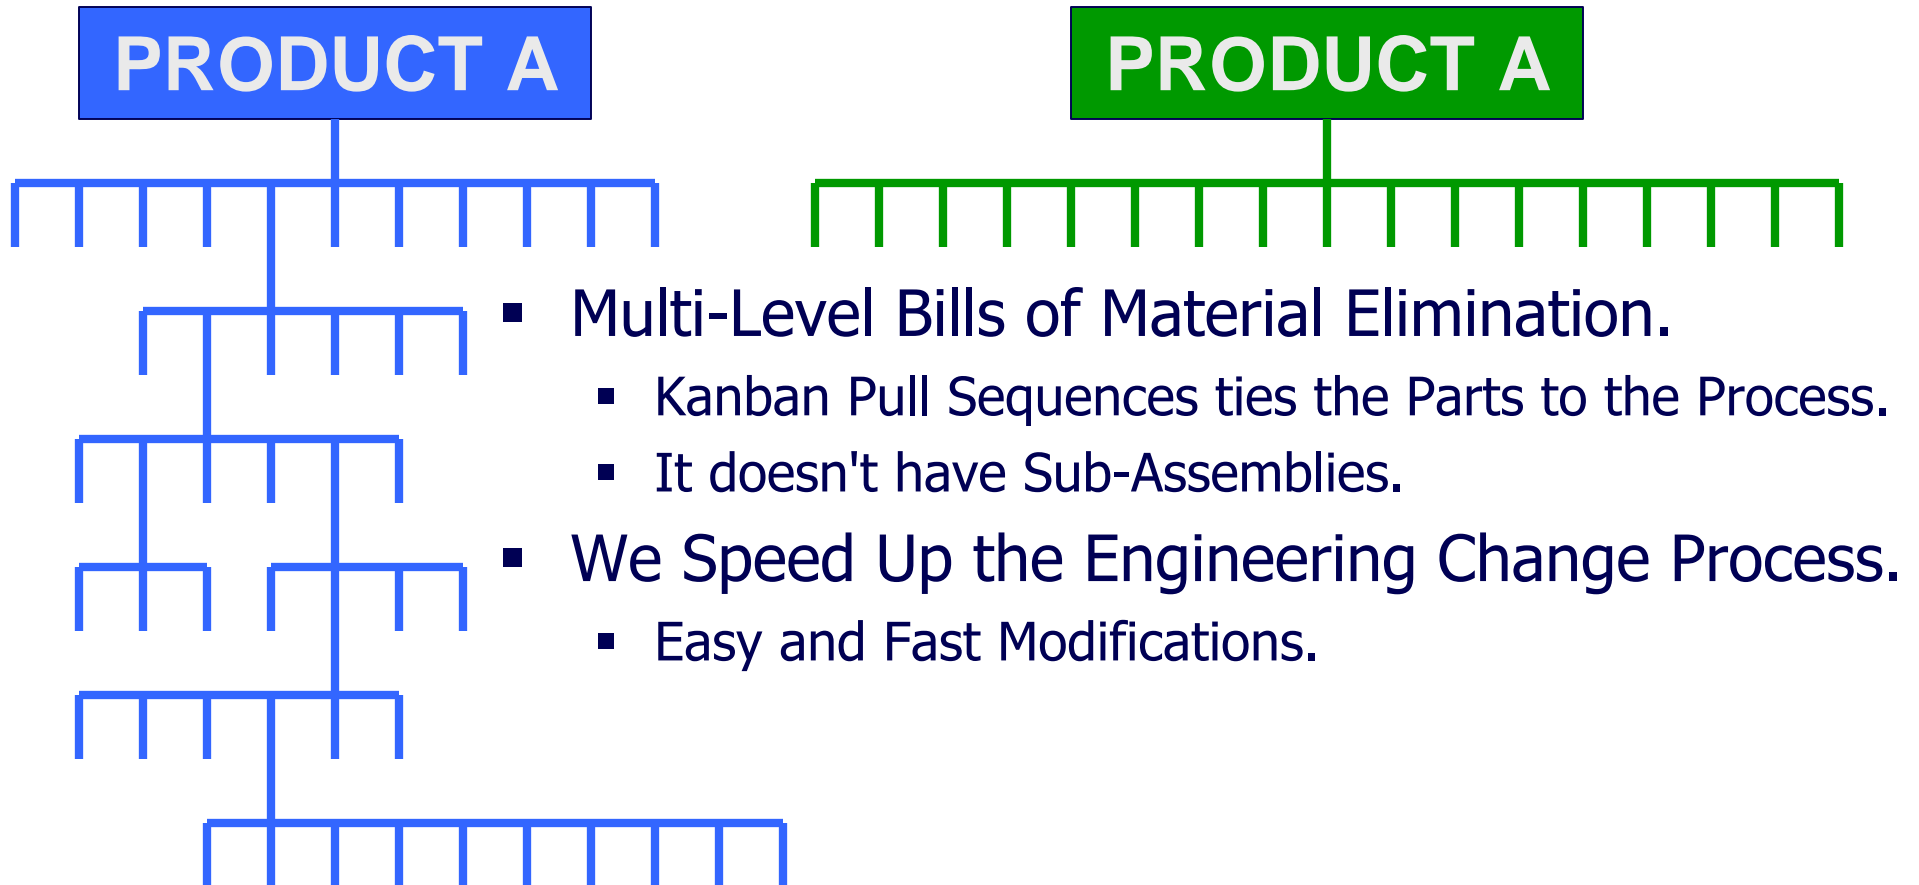 PRODUCT A
PRODUCT A
▪ Multi-Level Bills of Material Elimination.
▪ Kanban Pull Sequences ties the Parts to the Process.
▪ It doesn't have Sub-Assemblies.
▪ We Speed Up the Engineering Change Process.
▪ Easy and Fast Modifications.